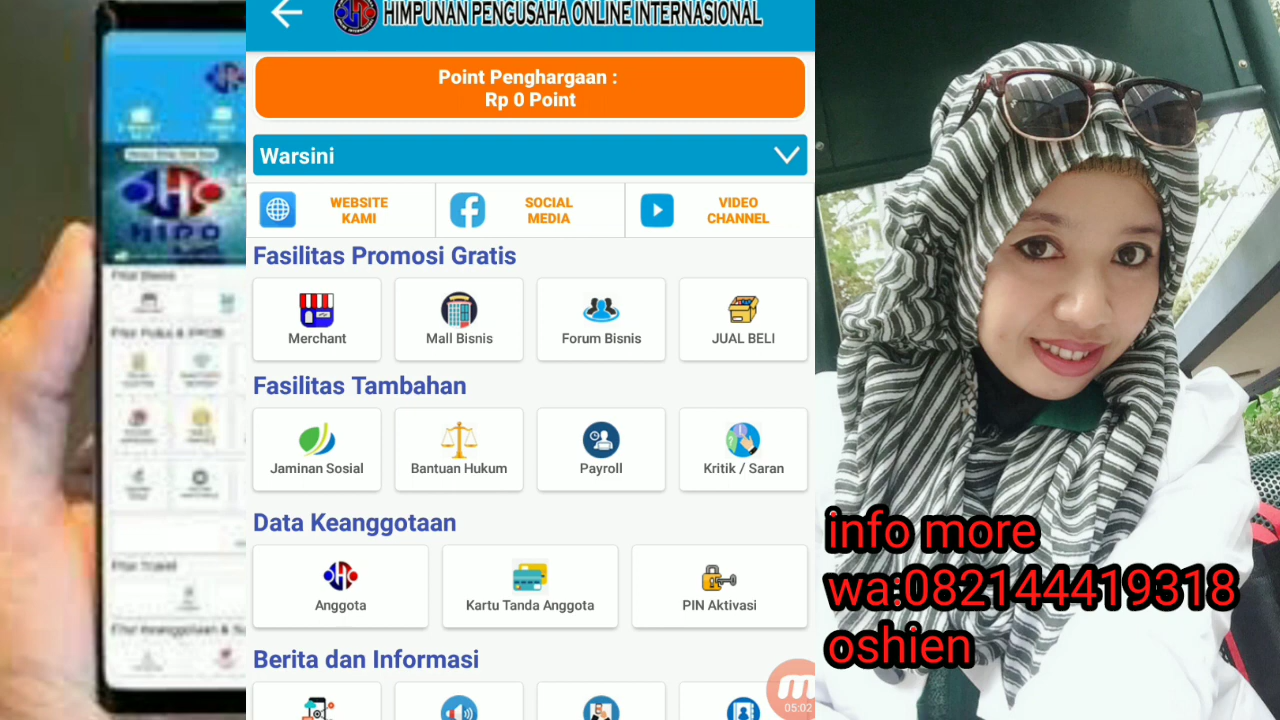 HIMPUNAN PENGUSAHA ONLINE INTERNASIONAL
Point Penghargaan :
Rp 0 Point
Warsini
WEBSITE
KAMI
SOCIAL
MEDIA
VIDEO
CHANNEL
Fasilitas Promosi Gratis
Merchant
Mall Bisnis
Forum Bisnis
JUAL BELI
Fasilitas Tambahan
Jaminan Sosial
Bantuan Hukum
Payroll
Kritik / Saran
Data Keanggotaan
Anggota
Kartu Tanda Anggota
PIN Aktivasi
Berita dan Informasi
05:02
HIPO
info more
wa:082144419318
oshien